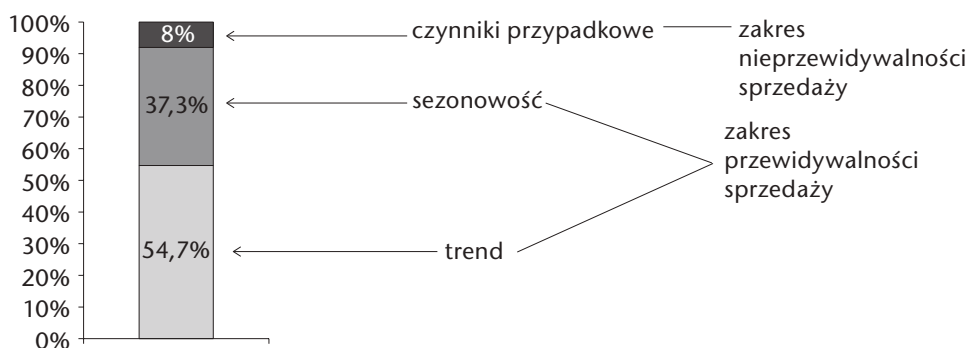 100%
90%
80%
70%
60%
50%
40%
30%
20%
10%
0%
8%
37,3%
54,7%
czynniki przypadkowe
sezonowość
trend
zakres
nieprzewidywalności
sprzedaży
zakres
przewidywalności
sprzedaży